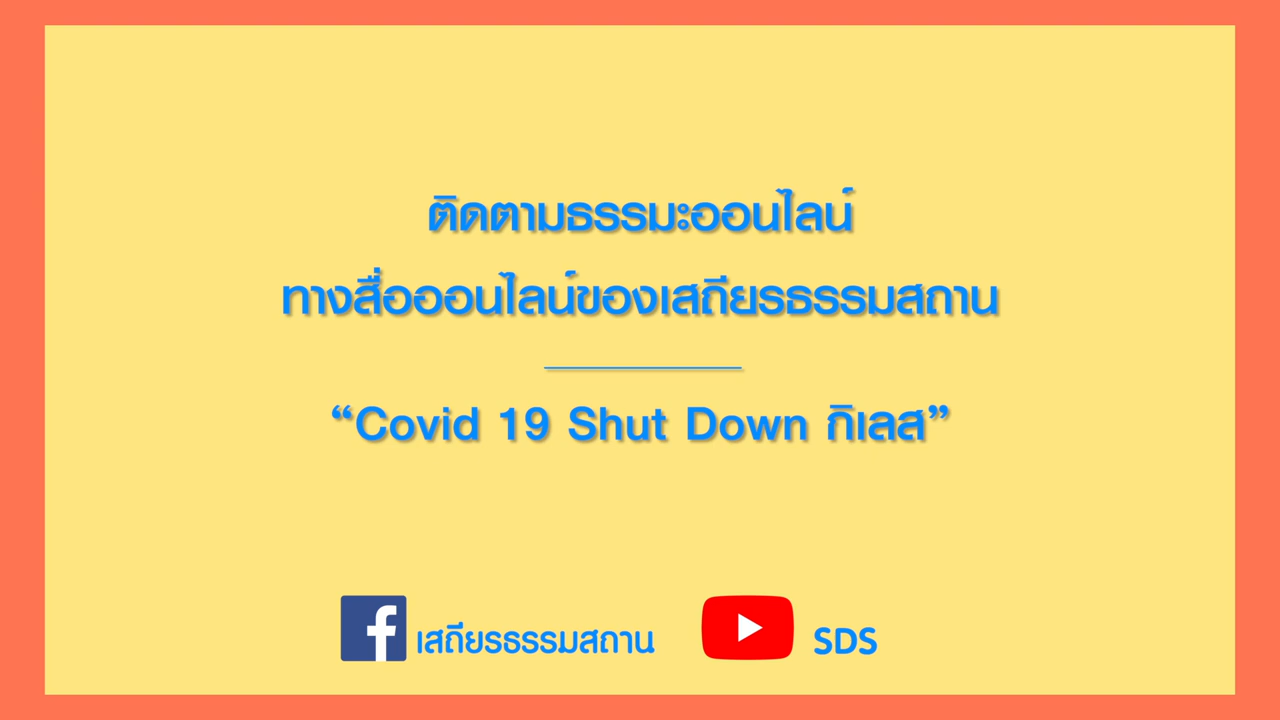 ติดตามธรรมะออนไลน์
ทางสื่อออนไลน์ของเสถียรธรรมสถาน
“Covid 19 Shut Down กิเลส”
เสถียรธรรมสถาน
SDS